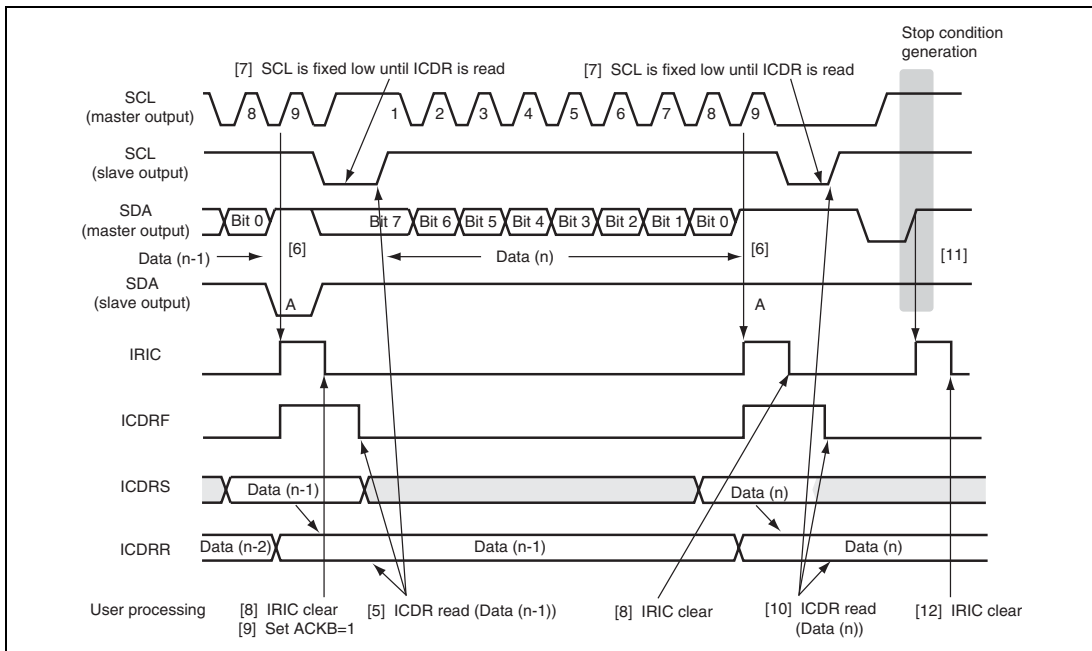 Stop condition
generation
[7] SCL is fixed low until ICDR is read
[7] SCL is fixed low until ICDR is read
SCL
(master output)
8 9 1 2 3 4 5 6 7 8 9
SCL
(slave output)
SDA
(master output)
Bit 0 Bit 7 Bit 6 Bit 5 Bit 4 Bit 3 Bit 2 Bit 1 Bit 0
Data (n-1)
[6]
Data (n)
[6]
[11]
SDA
(slave output)
A
A
IRIC
ICDRF
ICDRS
Data (n-1)
Data (n)
ICDRR
Data (n-2)
Data (n-1)
Data (n)
User processing
[8] IRIC clear
[9] Set ACKB=1
[5] ICDR read (Data (n-1))
[8] IRIC clear
[10] ICDR read
(Data (n))
[12] IRIC clear